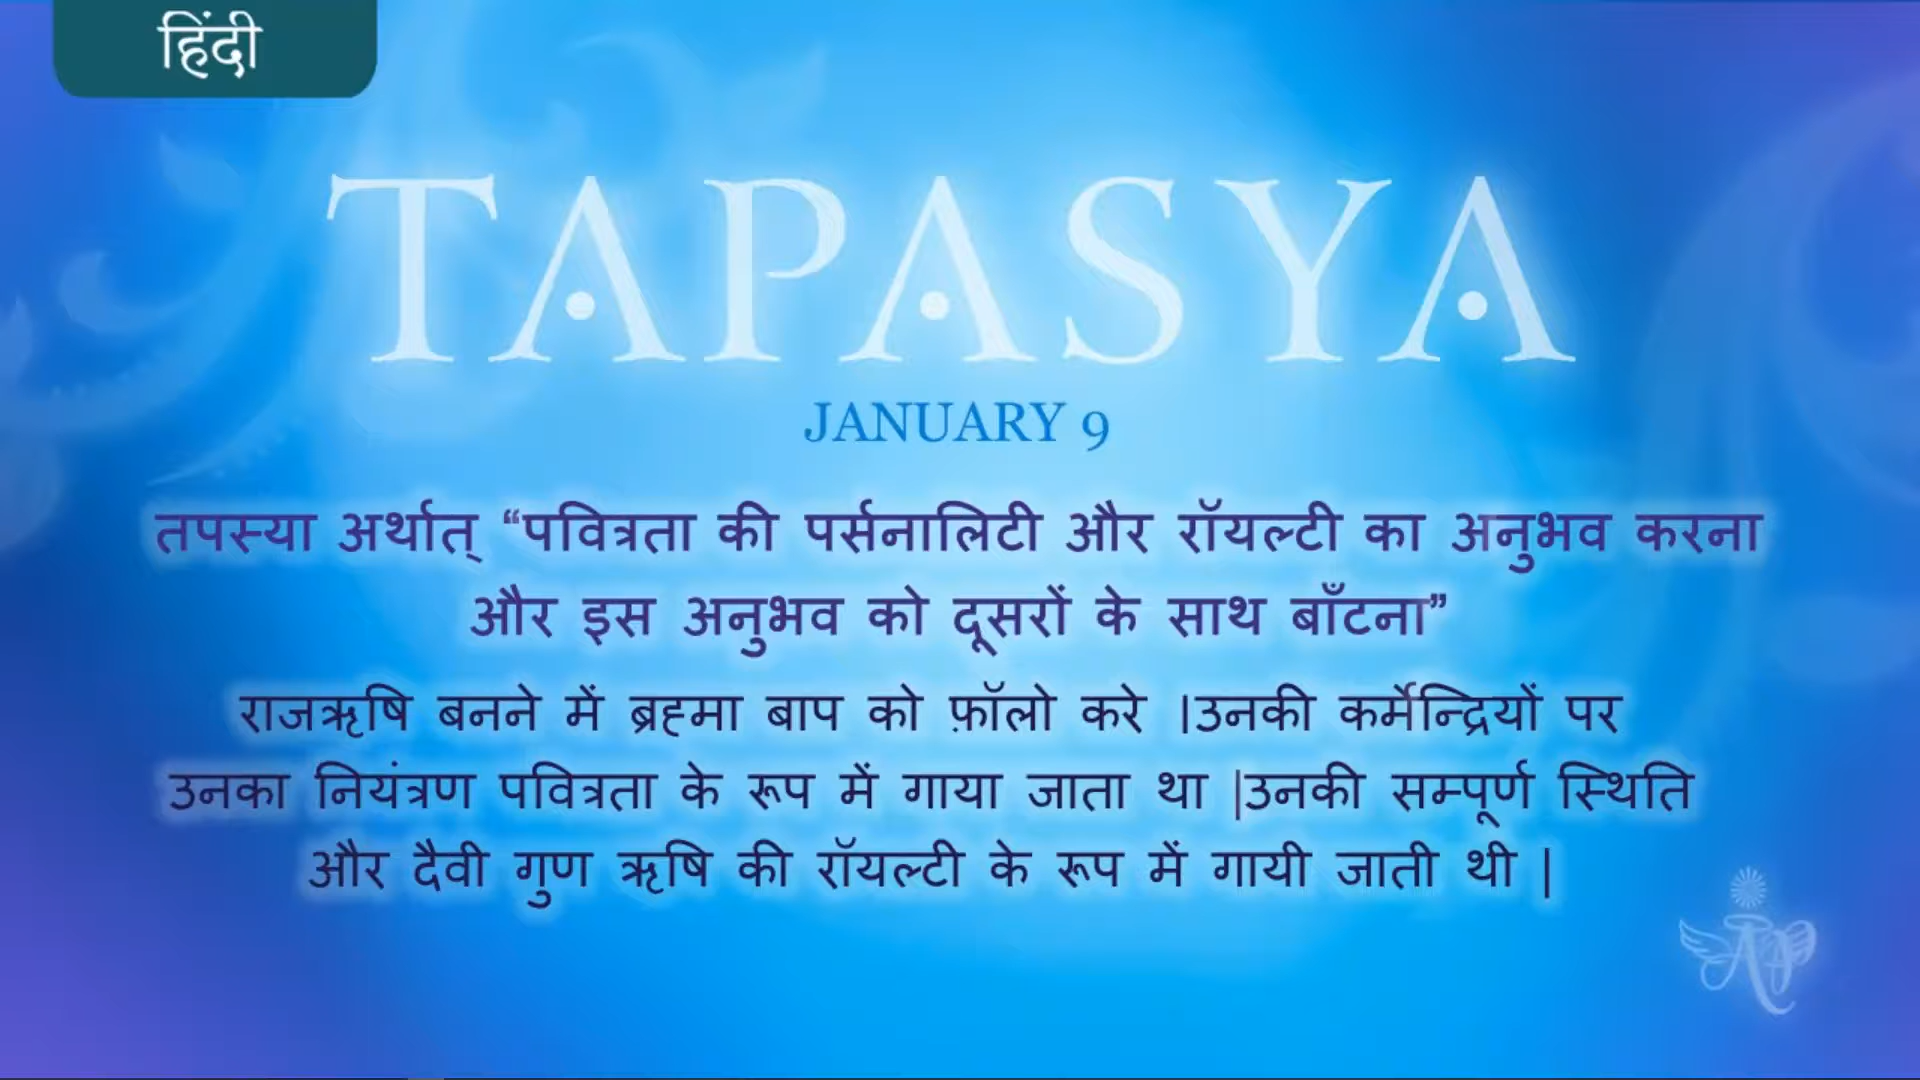 हिंदी
TAPASYA
JANUARY 9
तपस्या अर्थात् “पवित्रता की पर्सनालिटी और रॉयल्टी का अनुभव करना
और इस अनुभव को दूसरों के साथ बाँटना”
राजऋषि बनने में ब्रह्मा बाप को फ़ॉलो करे ।उनकी कर्मेन्द्रियों पर
उनका नियंत्रण पवित्रता के रूप में गाया जाता था |उनकी सम्पूर्ण स्थिति
और दैवी गुण ऋषि की रॉयल्टी के रूप में गायी जाती थी |